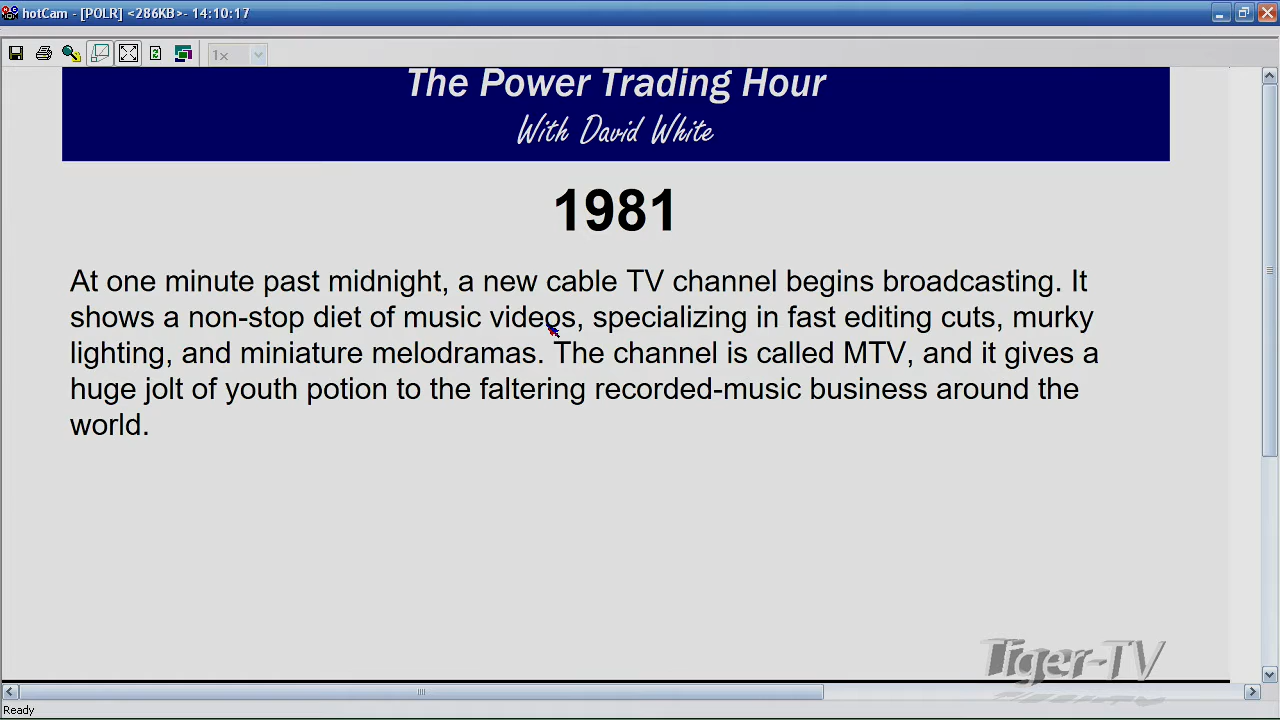 hotCam - [POLR] <286KB>- 14:10:17
1x
The Power Trading Hour
With David White
1981
At one minute past midnight, a new cable TV channel begins broadcasting. It
shows a non-stop diet of music videos, specializing in fast editing cuts, murky
lighting, and miniature melodramas. The channel is called MTV, and it gives a
huge jolt of youth potion to the faltering recorded-music business around the
world.
Tiger-TV
Ready